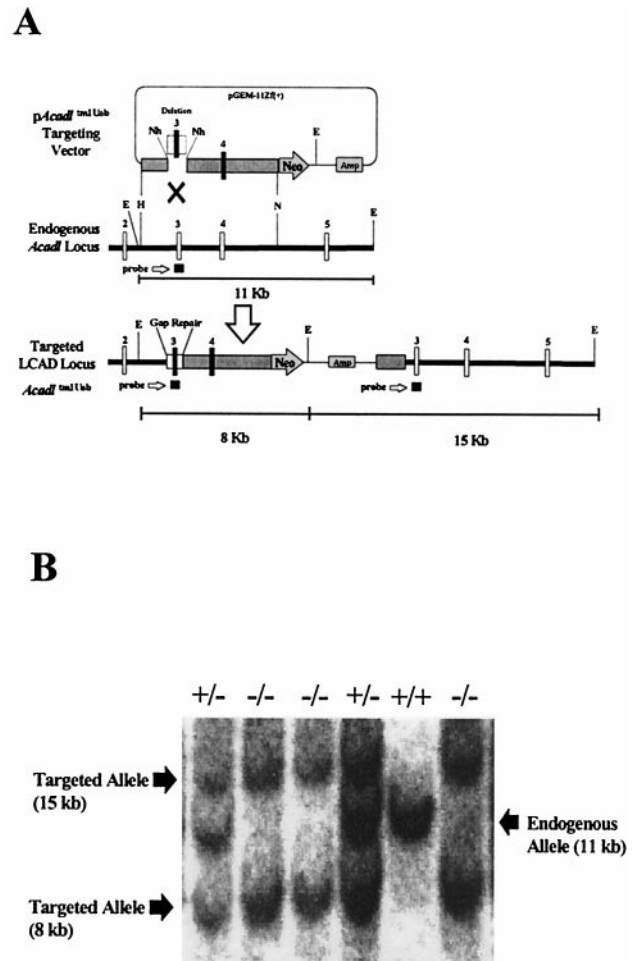 A
pGEM-11Zf(+)
pAcadl tm1Uab
Targeting
Vector
Deletion
Nh 3 Nh
4
E
Neo
Amp
E H
N
E
Endogenous
Acadl Locus
2 3 4 5
probe
11 Kb
Targeted
LCAD Locus
Acadl tm1Uab
Gap Repair
2 E 3 4
Neo
E
Amp
3 4 5
E
probe
probe
8 Kb
15 Kb
B
+/- -/- -/- +/- +/+ -/-
Targeted Allele
(15 kb)
Endogenous
Allele (11 kb)
Targeted Allele
(8 kb)